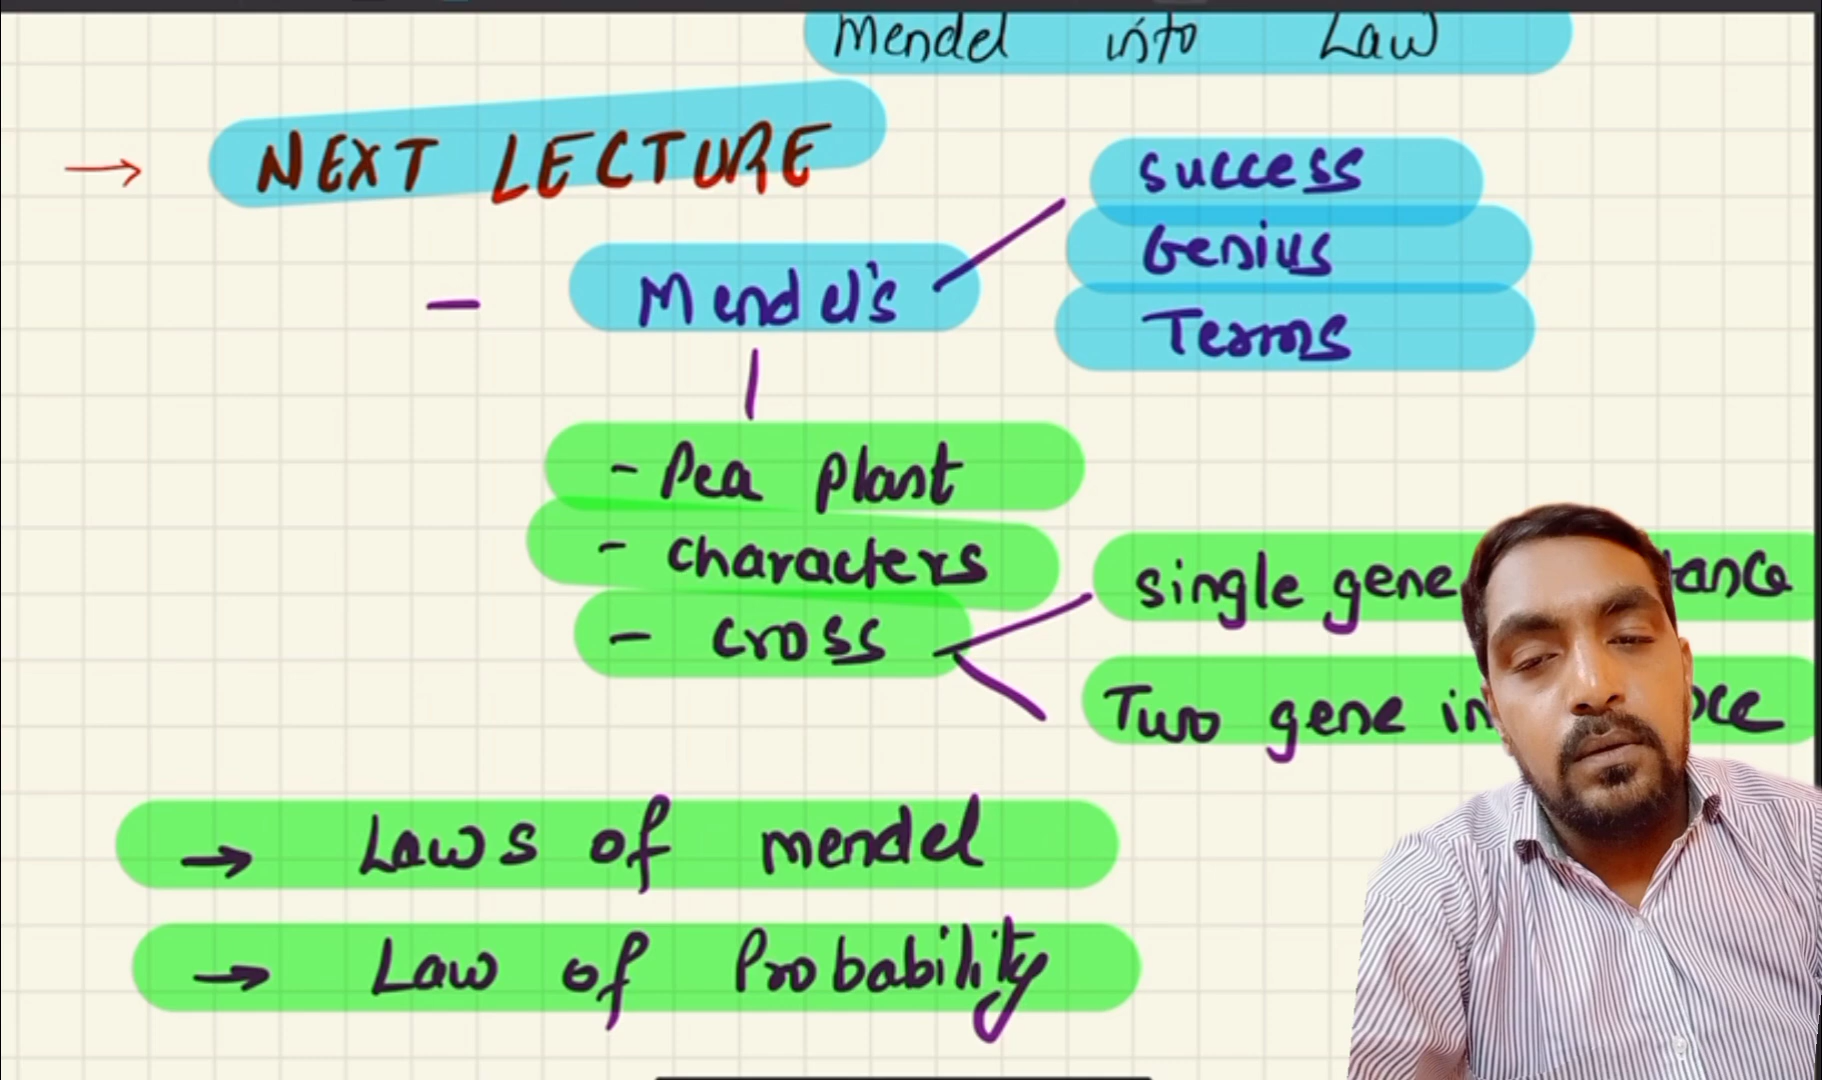 Mendel into Law
→ NEXT LECTURE
success
- Mendel's
Genius
Terms
- Pea plant
- characters
- cross
single gene
Two gene
→ Laws of mendel
→ Law of Probability